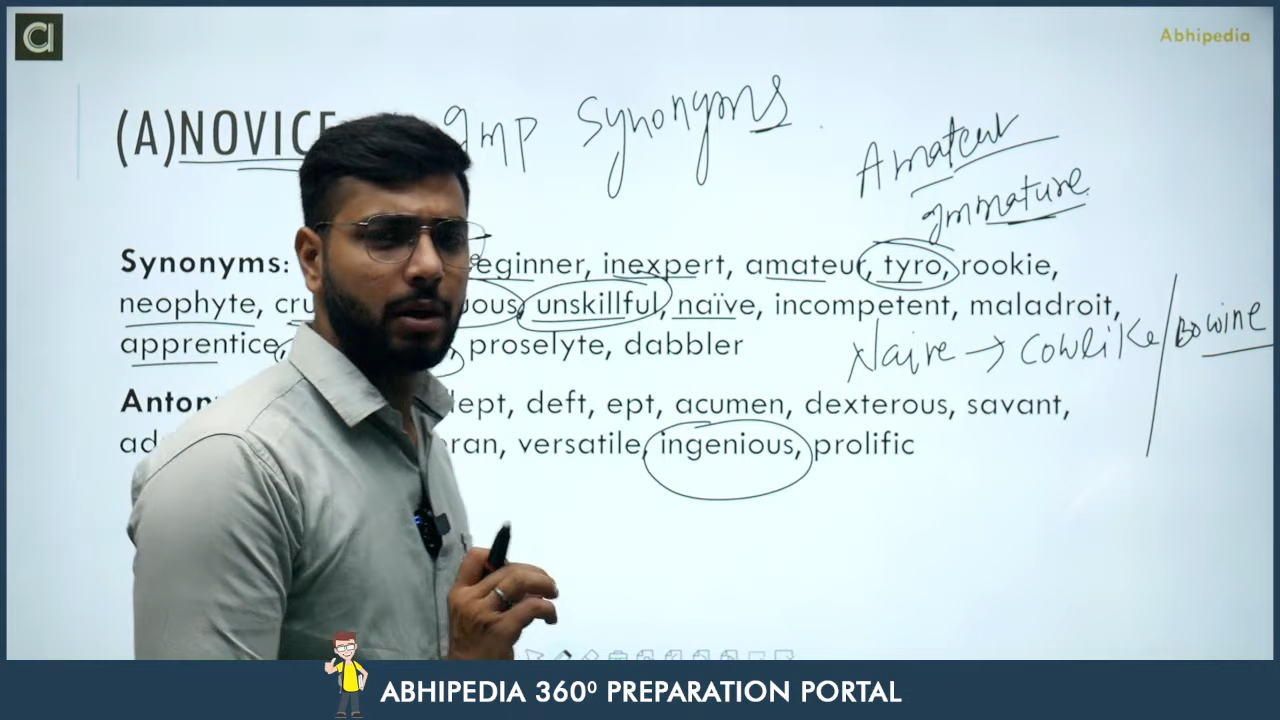 Abhipedia
(A)NOVICE
Imp Synonyms
Amateur
Immature
Synonyms: beginner, inexpert, amateur, tyro, rookie,
neophyte, unskillful, naïve, incompetent, maladroit,
Naive → Cowlike/Bovine
apprentice, proselyte, dabbler
deft, ept, acumen, dexterous, savant,
versatile, ingenious, prolific
ABHIPEDIA 360⁰ PREPARATION PORTAL